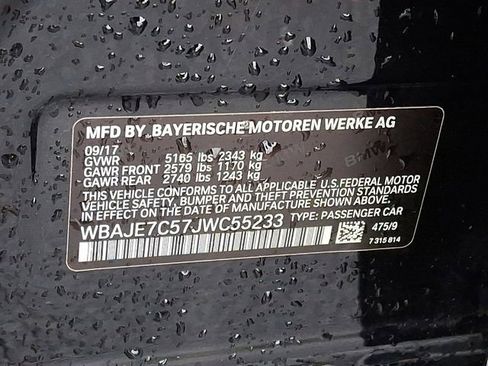 MFD BY BAYERISCHE MOTOREN WERKE AG
09/17
GVWR 5165 lbs 2343 kg
GAWR FRONT 2579 lbs 1170 kg
GAWR REAR 2740 lbs 1243 kg
THIS VEHICLE CONFORMS TO ALL APPLICABLE U.S.FEDERAL MOTOR
VEHICLE SAFETY, BUMPER AND THEFT PREVENTION STANDARDS
IN EFFECT ON THE DATE OF MANUFACTURE SHOWN ABOVE.
WBAJE7C57JWC55233 TYPE: PASSENGER CAR
475/9
7 315 814
BMW